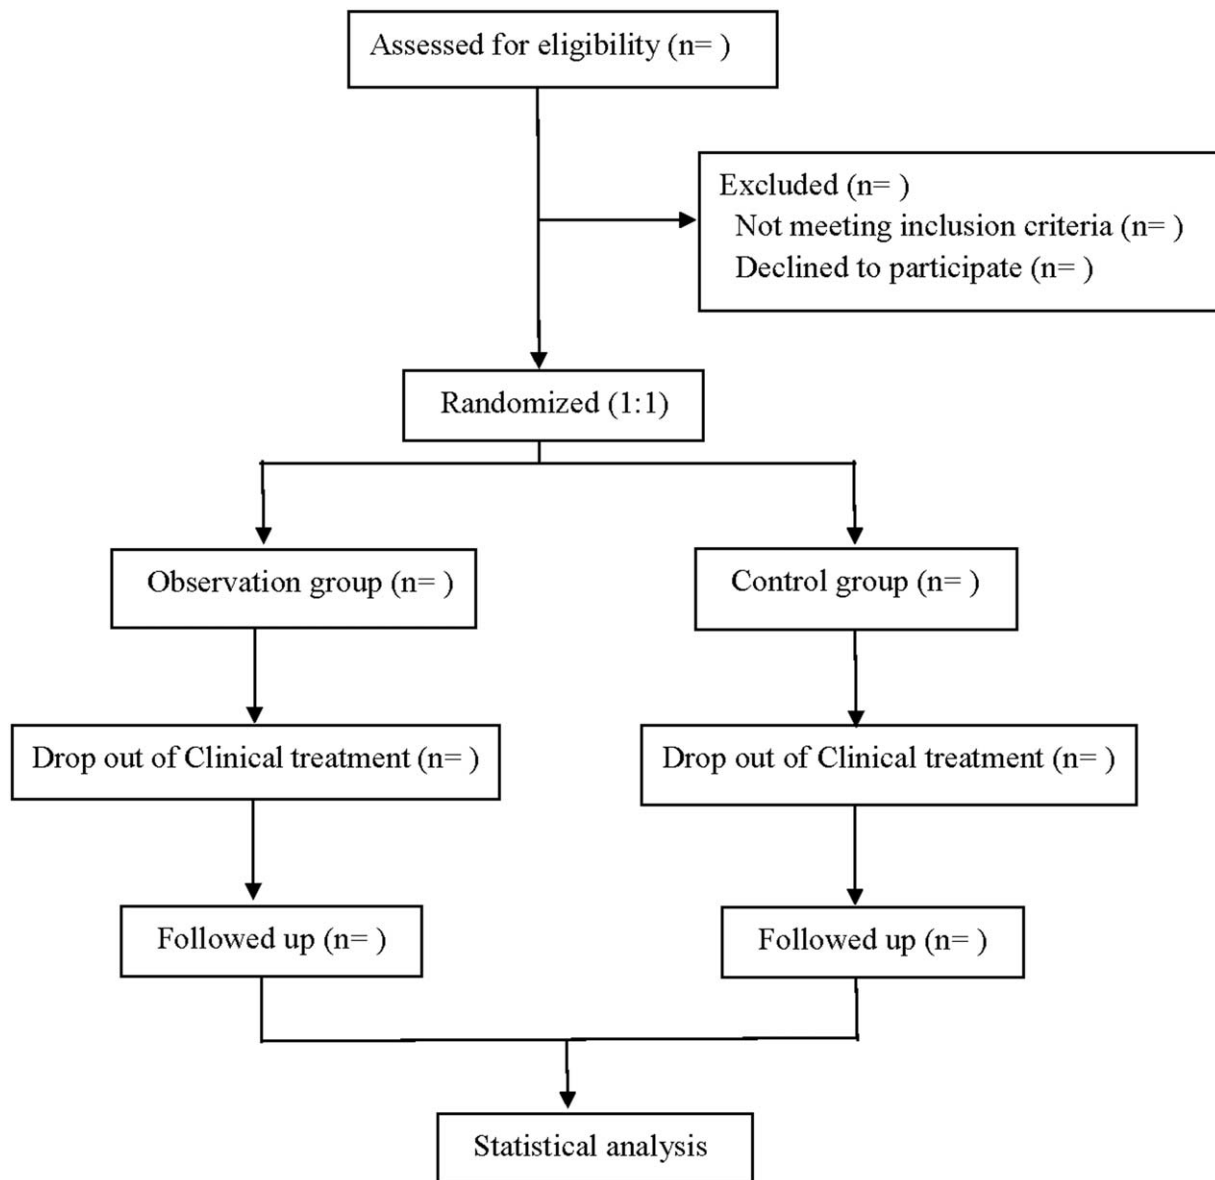 Assessed for eligibility (n= )
Excluded (n= )
Not meeting inclusion criteria (n= )
Declined to participate (n= )
Randomized (1:1)
Observation group (n= )
Control group (n= )
Drop out of Clinical treatment (n= )
Drop out of Clinical treatment (n= )
Followed up (n= )
Followed up (n= )
Statistical analysis